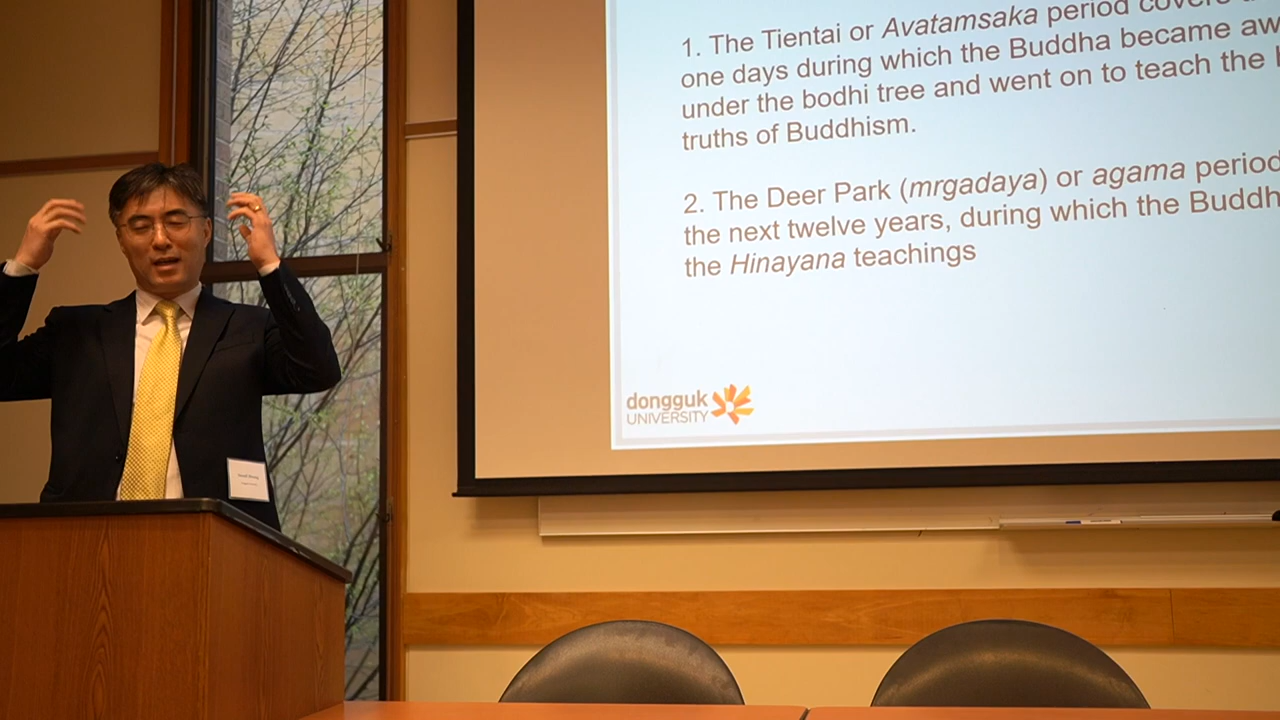 1. The Tientai or Avatamsaka period covers
one days during which the Buddha became
under the bodhi tree and went on to teach the
truths of Buddhism.
2. The Deer Park (mrgadaya) or agama period
the next twelve years, during which the
the Hinayana teachings
dongguk
UNIVERSITY